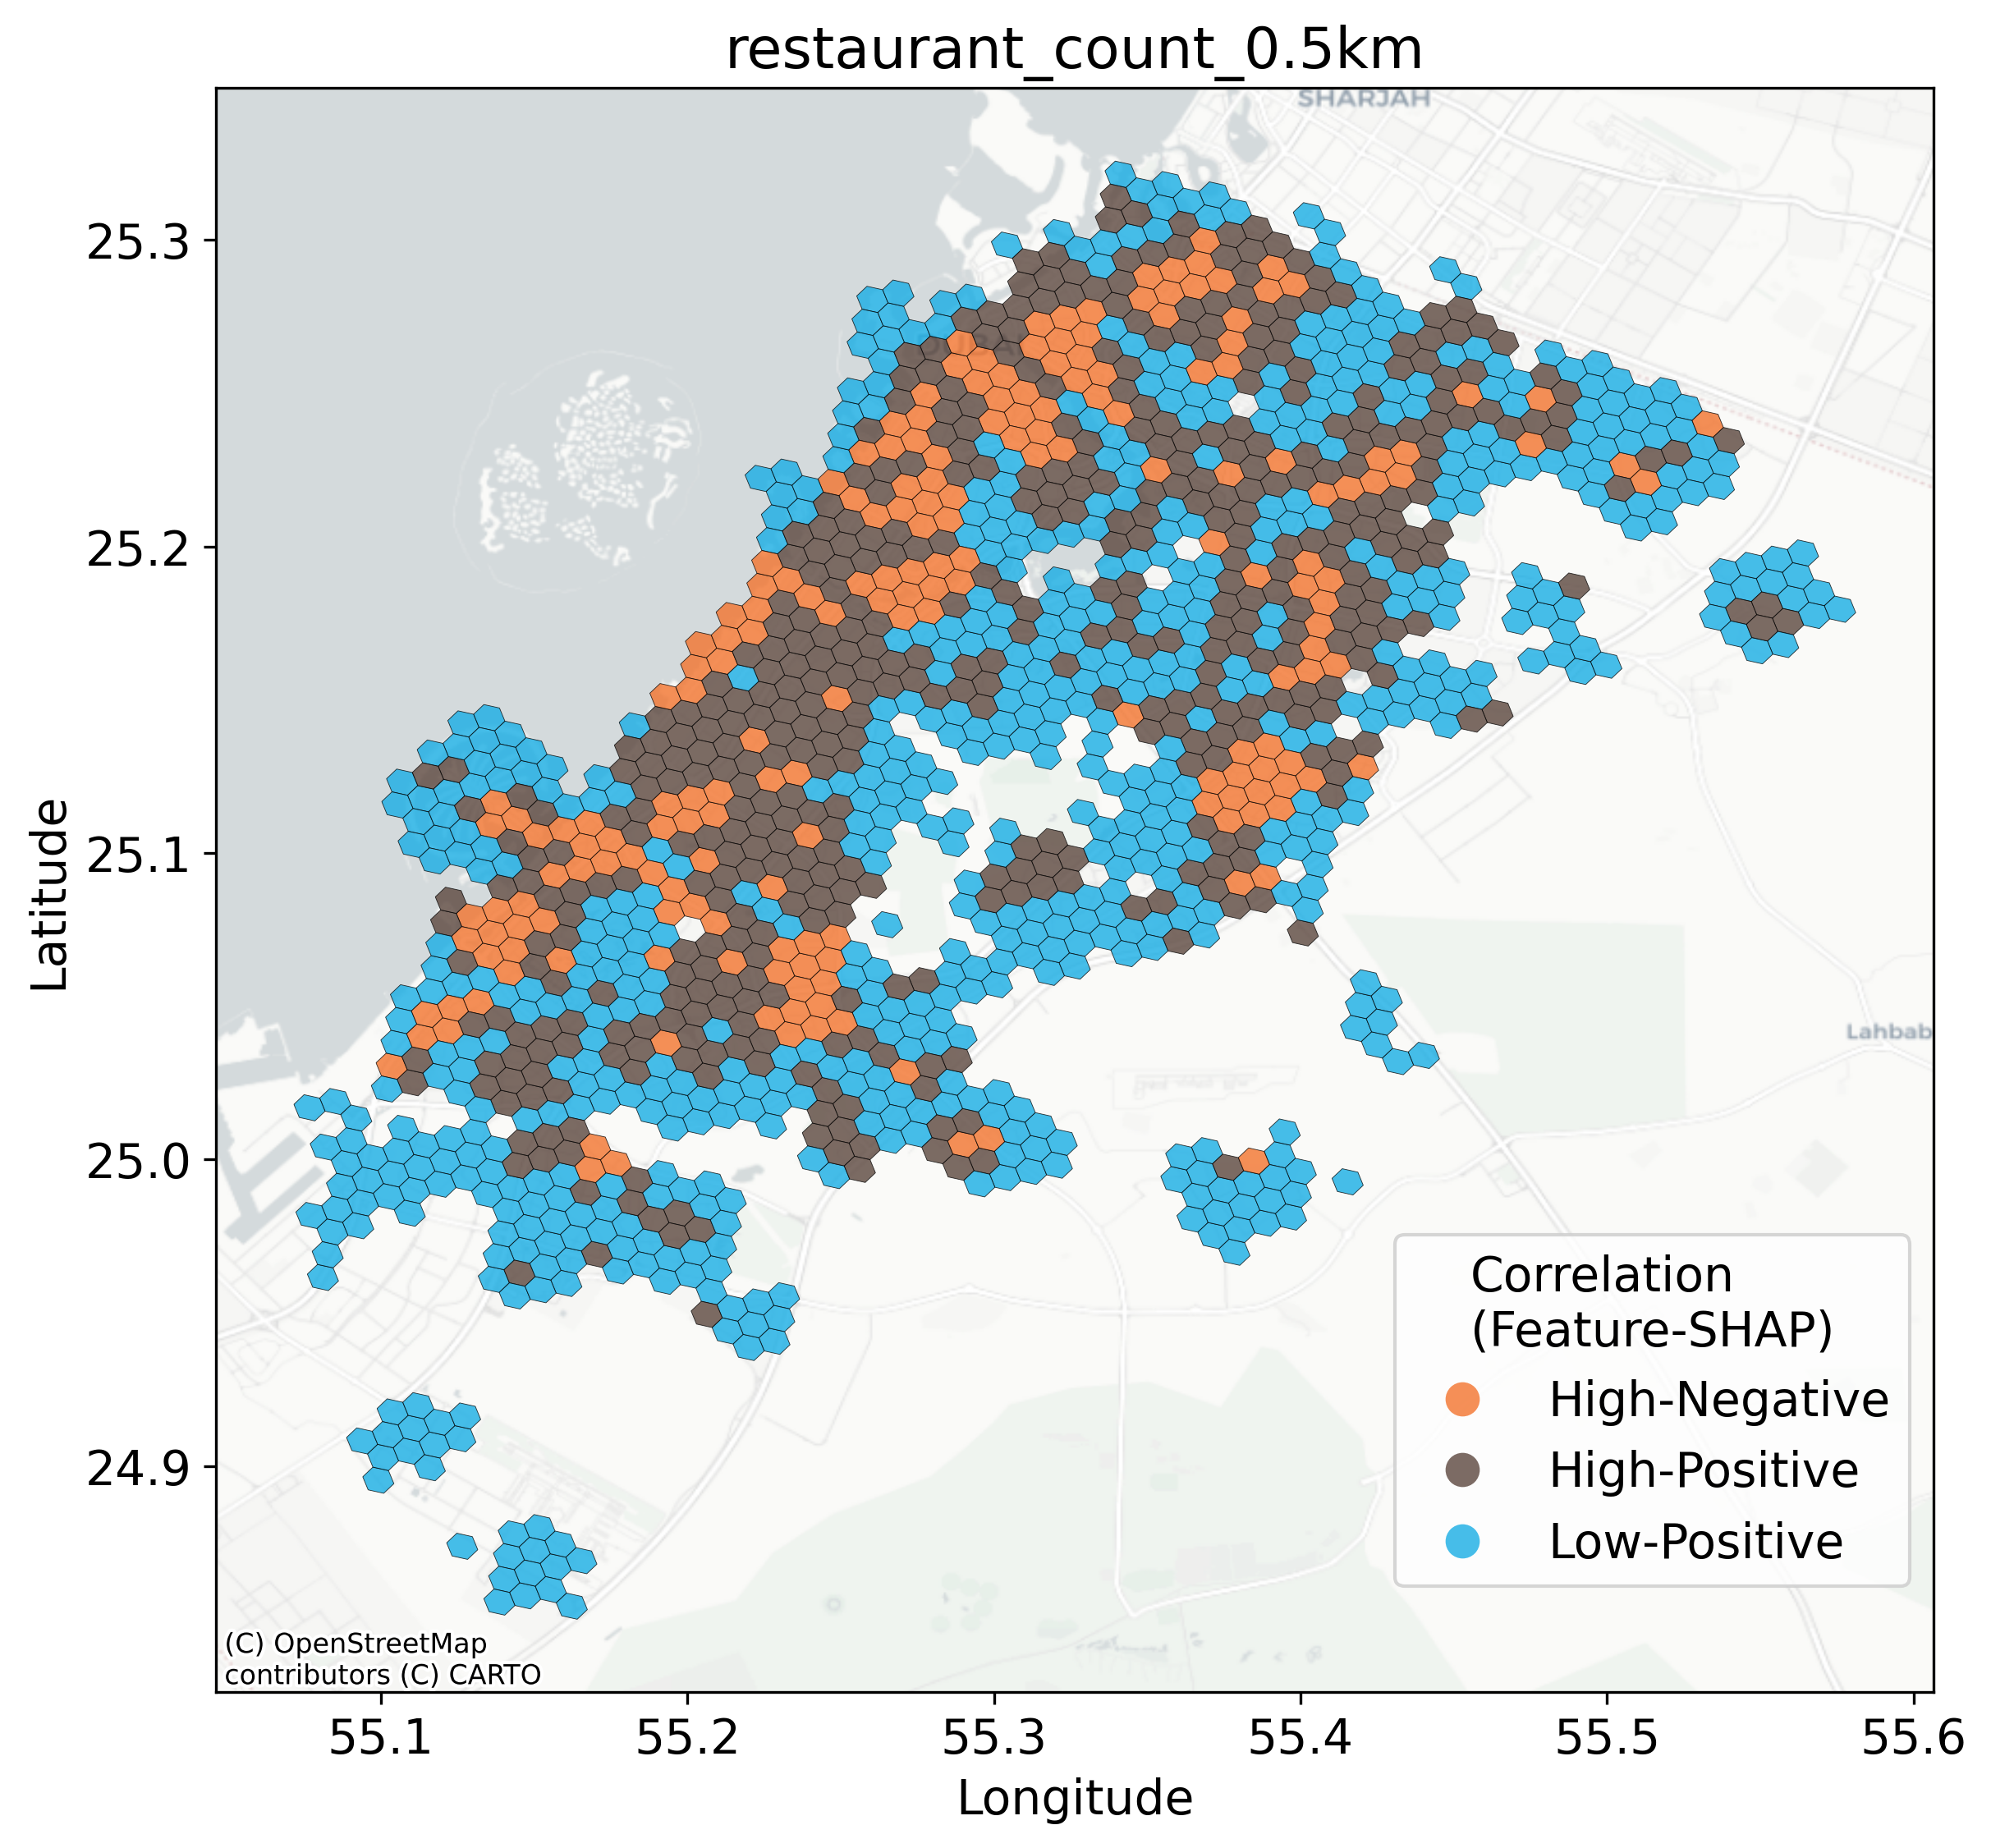 restaurant_count_0.5km
SHARJAH
DUBAI
25.3
25.2
25.1
25.0
24.9
Latitude
Lahbab
Correlation
(Feature-SHAP)
High-Negative
High-Positive
Low-Positive
(C) OpenStreetMap
contributors (C) CARTO
55.1
55.2
55.3
55.4
55.5
55.6
Longitude